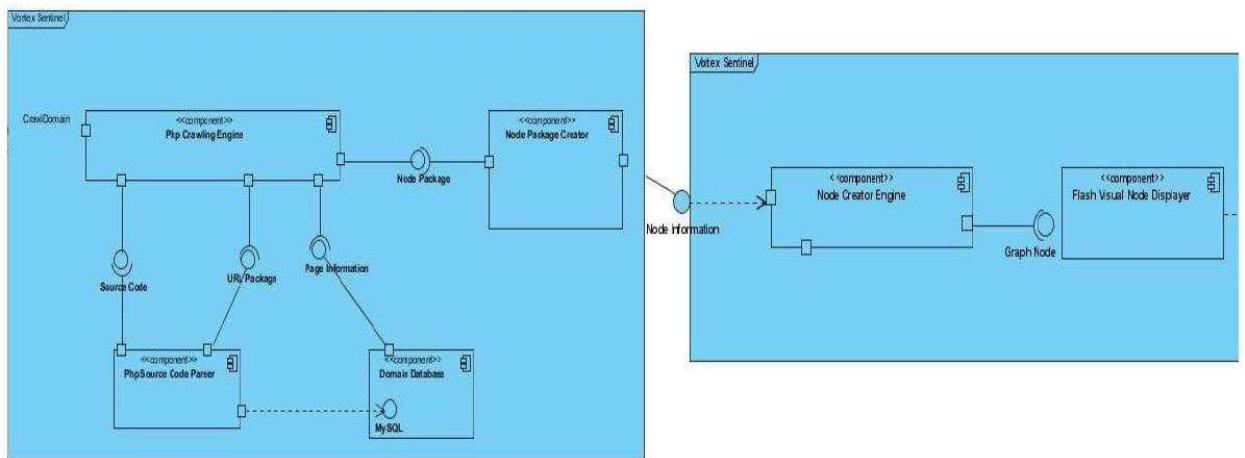 Vortex Sentinel
CrawlDomain
<<component>>
Php Crawling Engine
<<component>>
Node Package Creator
Node Package
Source Code
URL Package
Page Information
<<component>>
Php Source Code Parser
<<component>>
Domain Database
MySQL
Node Information
Votex Sentinel
<<component>>
Node Creator Engine
<<component>>
Flash Visual Node Displayer
Graph Node